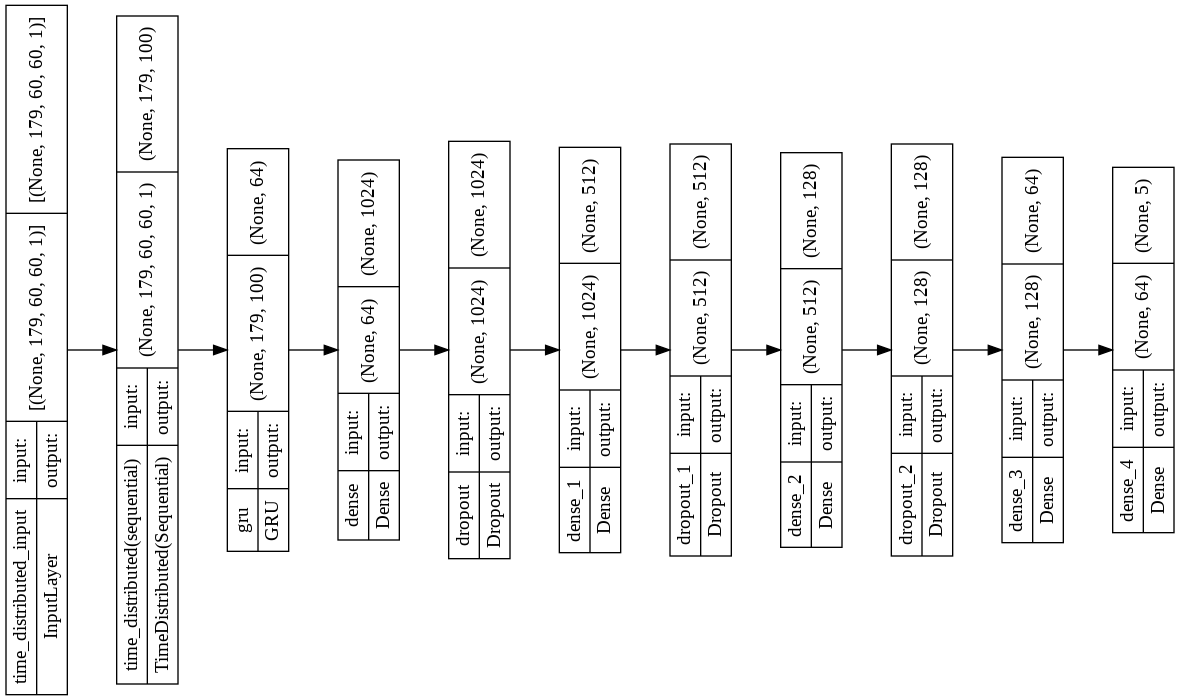 time_distributed_input
InputLayer
input:
output:
[(None, 179, 60, 60, 1)]
[(None, 179, 60, 60, 1)]
time_distributed(sequential)
TimeDistributed(Sequential)
input:
output:
(None, 179, 60, 60, 1)
(None, 179, 100)
gru
GRU
input:
output:
(None, 179, 100)
(None, 64)
dense
Dense
input:
output:
(None, 64)
(None, 1024)
dropout
Dropout
input:
output:
(None, 1024)
(None, 1024)
dense_1
Dense
input:
output:
(None, 1024)
(None, 512)
dropout_1
Dropout
input:
output:
(None, 512)
(None, 512)
dense_2
Dense
input:
output:
(None, 512)
(None, 128)
dropout_2
Dropout
input:
output:
(None, 128)
(None, 128)
dense_3
Dense
input:
output:
(None, 128)
(None, 64)
dense_4
Dense
input:
output:
(None, 64)
(None, 5)